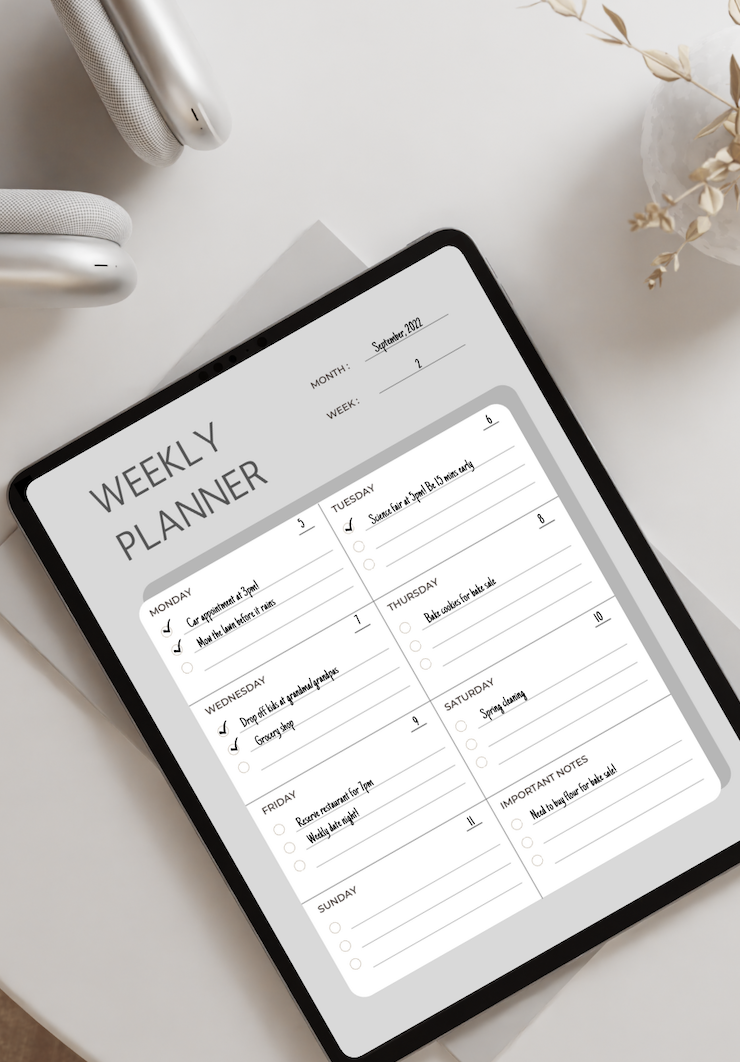 MONTH : September, 2022
WEEK : 2
WEEKLY
PLANNER
MONDAY 5
Car appointment at 3pm!
Mow the lawn before it rains
TUESDAY 6
Science fair at 5pm! Be 15 mins early
WEDNESDAY 7
Drop off kids at grandma/grandpas
Grocery shop
THURSDAY 8
Bake cookies for bake sale
FRIDAY 9
Reserve restaurant for 7pm
Weekly date night!
SATURDAY 10
Spring cleaning
SUNDAY 11
IMPORTANT NOTES
Need to buy flour for bake sale!